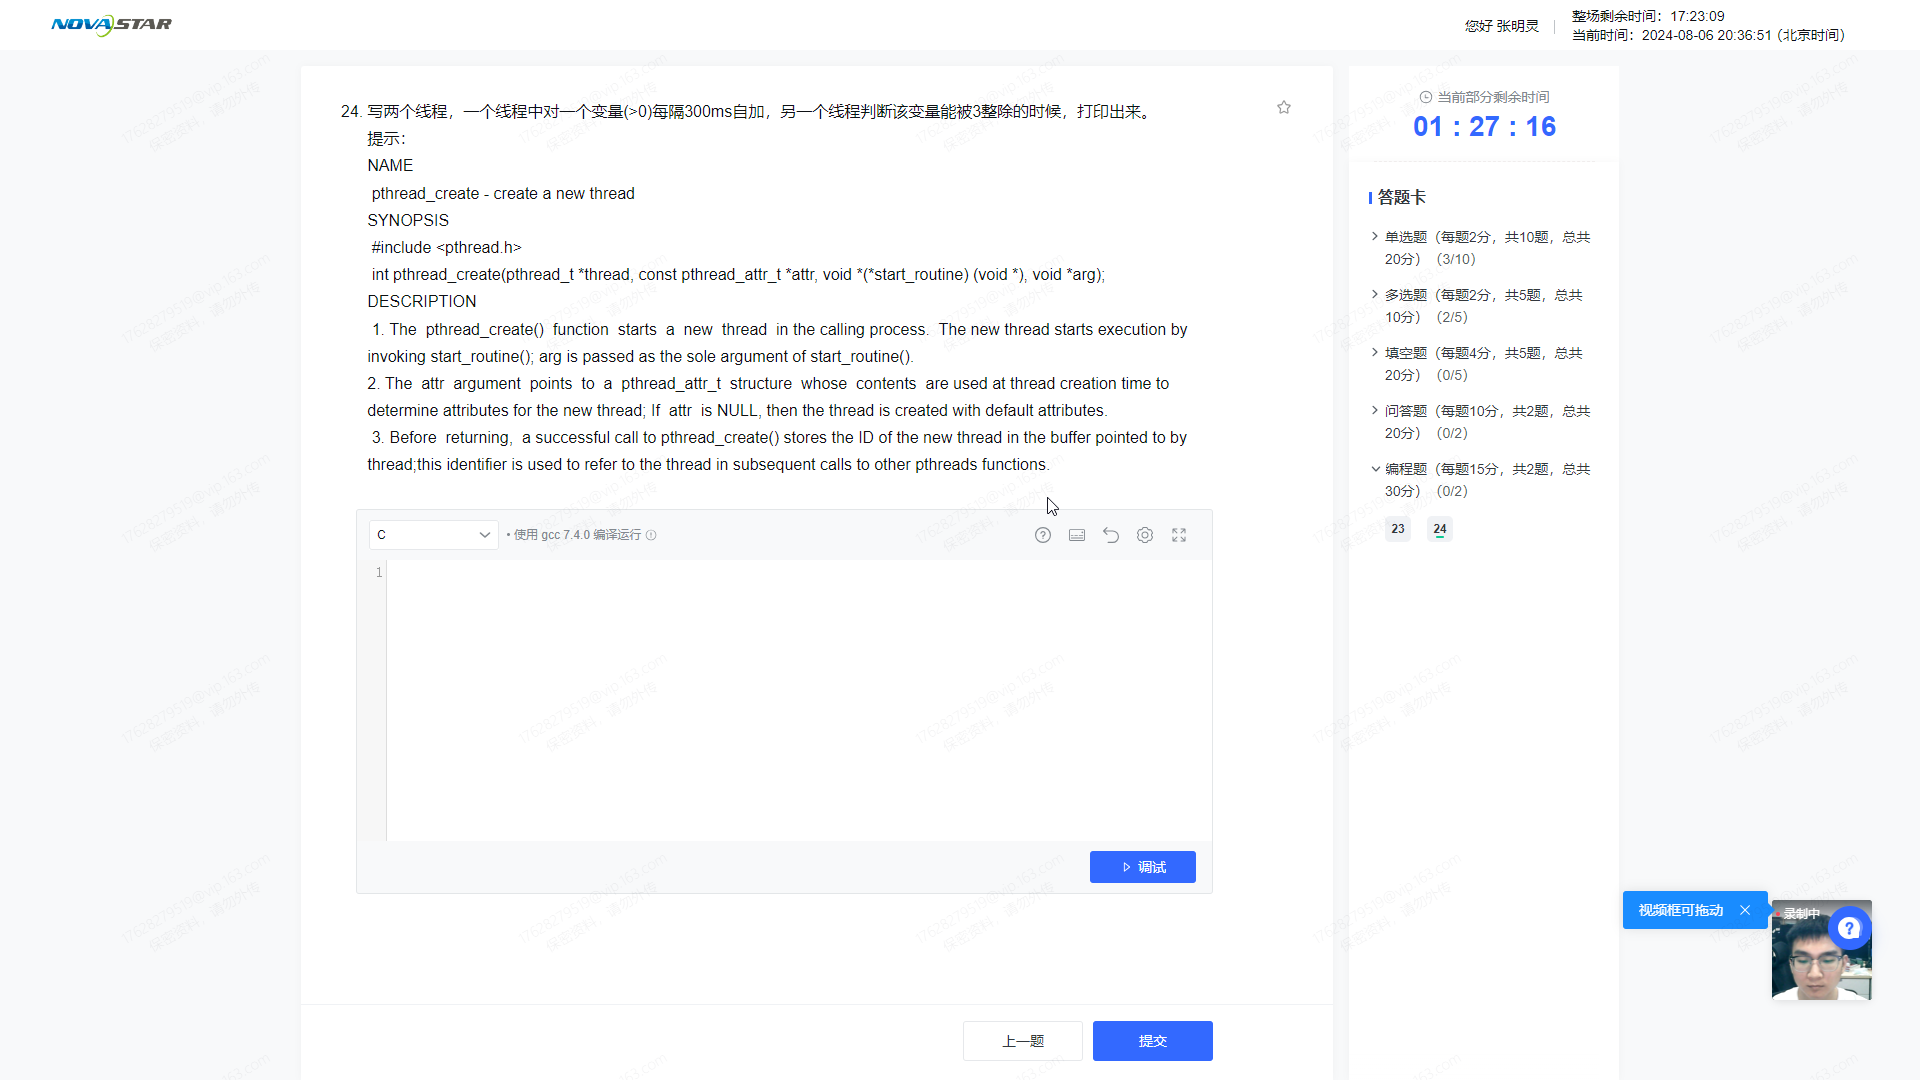 NOVASTAR
您好 张明灵
整场剩余时间：17:23:09
当前时间：2024-08-06 20:36:51 (北京时间)
24. 写两个线程，一个线程中对一个变量(>0)每隔300ms自加，另一个线程判断该变量能被3整除的时候，打印出来。
提示：
NAME
pthread_create - create a new thread
SYNOPSIS
#include <pthread.h>
int pthread_create(pthread_t *thread, const pthread_attr_t *attr, void *(*start_routine) (void *), void *arg);
DESCRIPTION
1. The pthread_create() function starts a new thread in the calling process. The new thread starts execution by
invoking start_routine(); arg is passed as the sole argument of start_routine().
2. The attr argument points to a pthread_attr_t structure whose contents are used at thread creation time to
determine attributes for the new thread; If attr is NULL, then the thread is created with default attributes.
3. Before returning, a successful call to pthread_create() stores the ID of the new thread in the buffer pointed to by
thread;this identifier is used to refer to the thread in subsequent calls to other pthreads functions.
C
• 使用 gcc 7.4.0 编译运行
1
调试
上一题
提交
当前部分剩余时间
01 : 27 : 16
答题卡
单选题（每题2分，共10题，总共
20分）（3/10）
多选题（每题2分，共5题，总共
10分）（2/5）
填空题（每题4分，共5题，总共
20分）（0/5）
问答题（每题10分，共2题，总共
20分）（0/2）
编程题（每题15分，共2题，总共
30分）（0/2）
23
24
视频框可拖动
录制中
17628279519@vip.163.com
保密资料，请勿外传